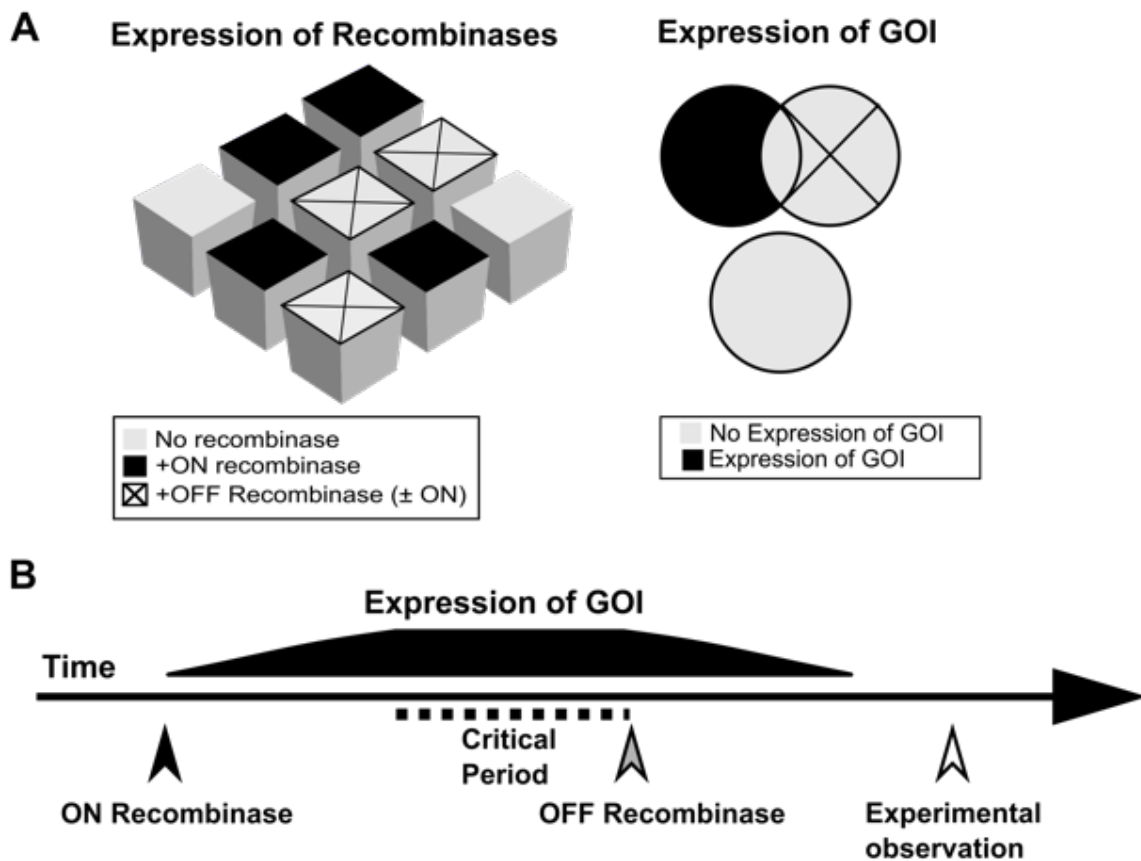 A
Expression of Recombinases
Expression of GOI
No recombinase
+ON recombinase
+OFF Recombinase (± ON)
No Expression of GOI
Expression of GOI
B
Expression of GOI
Time
Critical
Period
ON Recombinase
OFF Recombinase
Experimental
observation